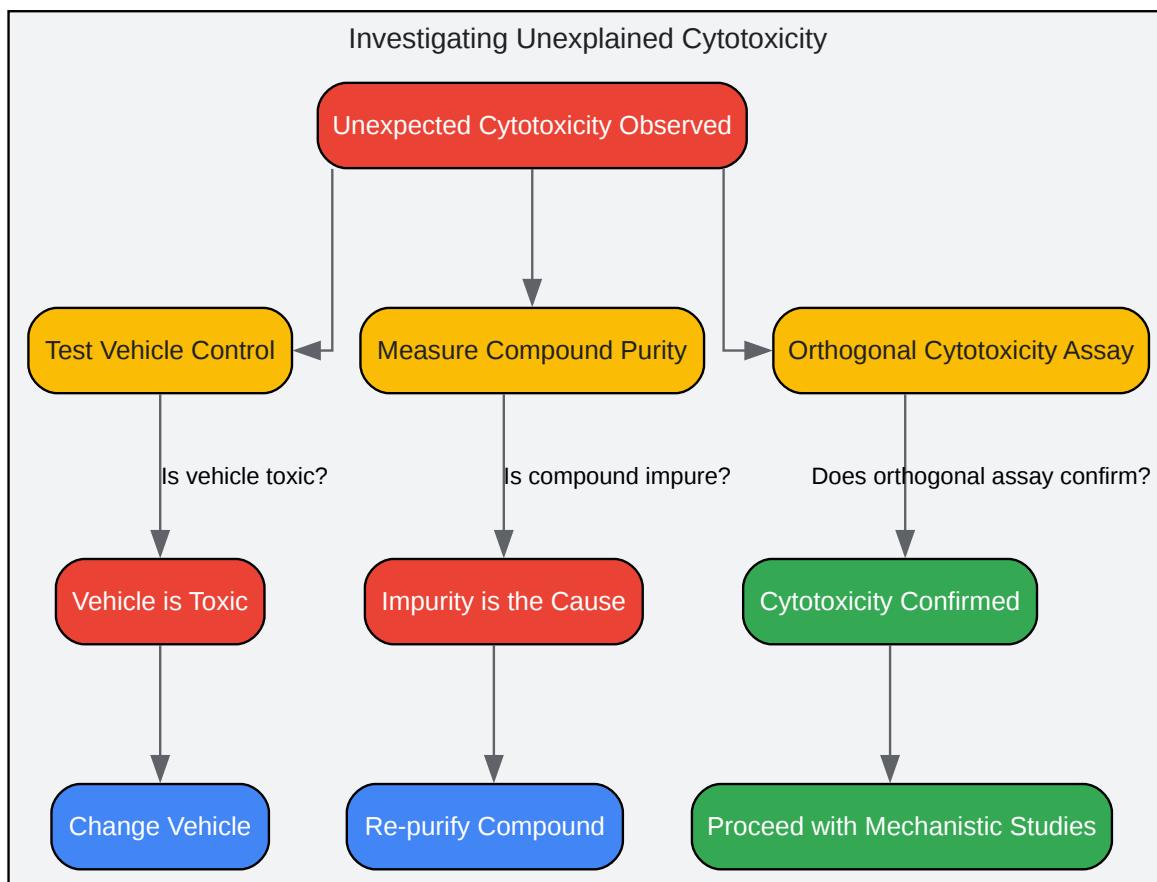 Investigating Unexplained Cytotoxicity
Unexpected Cytotoxicity Observed
Test Vehicle Control
Measure Compound Purity
Orthogonal Cytotoxicity Assay
Is vehicle toxic?
Is compound impure?
Does orthogonal assay confirm?
Vehicle is Toxic
Impurity is the Cause
Cytotoxicity Confirmed
Change Vehicle
Re-purify Compound
Proceed with Mechanistic Studies